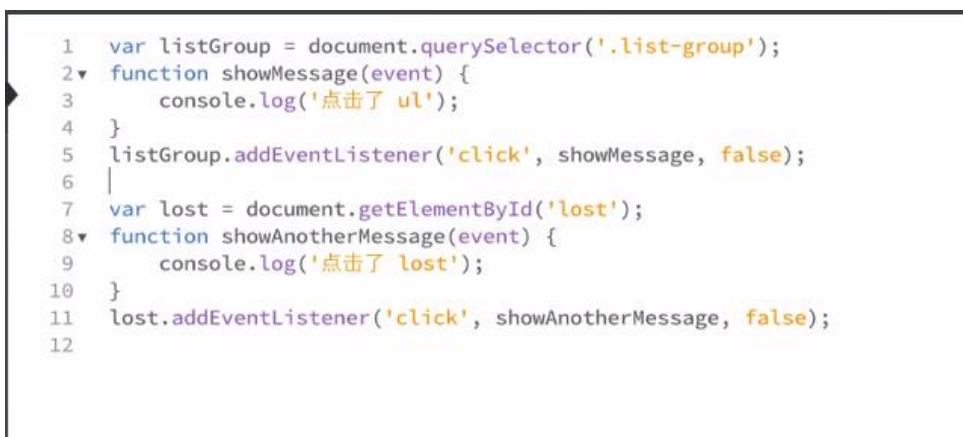 1 var listGroup = document.querySelector('.list-group');
2 function showMessage(event) {
3     console.log('点击了 ul');
4 }
5 listGroup.addEventListener('click', showMessage, false);
6
7 var lost = document.getElementById('lost');
8 function showAnotherMessage(event) {
9     console.log('点击了 lost');
10 }
11 lost.addEventListener('click', showAnotherMessage, false);
12